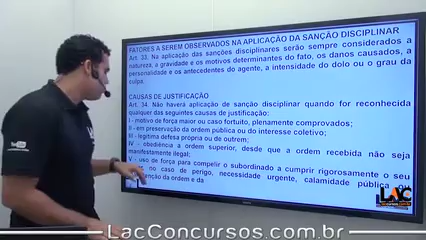 FATORES A SEREM OBSERVADOS NA APLICAÇÃO DA SANÇÃO DISCIPLINAR
Art. 33. Na aplicação das sanções disciplinares serão sempre considerados a
natureza, a gravidade e os motivos determinantes do fato, os danos causados, a
personalidade e os antecedentes do agente, a intensidade do dolo ou o grau da
culpa.
CAUSAS DE JUSTIFICAÇÃO
Art. 34. Não haverá aplicação de sanção disciplinar quando for reconhecida
qualquer das seguintes causas de justificação:
I - motivo de força maior ou caso fortuito, plenamente comprovados;
II - em preservação da ordem pública ou do interesse coletivo;
III - legítima defesa própria ou de outrem;
IV - obediência a ordem superior, desde que a ordem recebida não seja
manifestamente ilegal;
V - uso de força para compelir o subordinado a cumprir rigorosamente o seu
no caso de perigo, necessidade urgente, calamidade pública
da ordem e da
LAC
LacConcursos.com.br